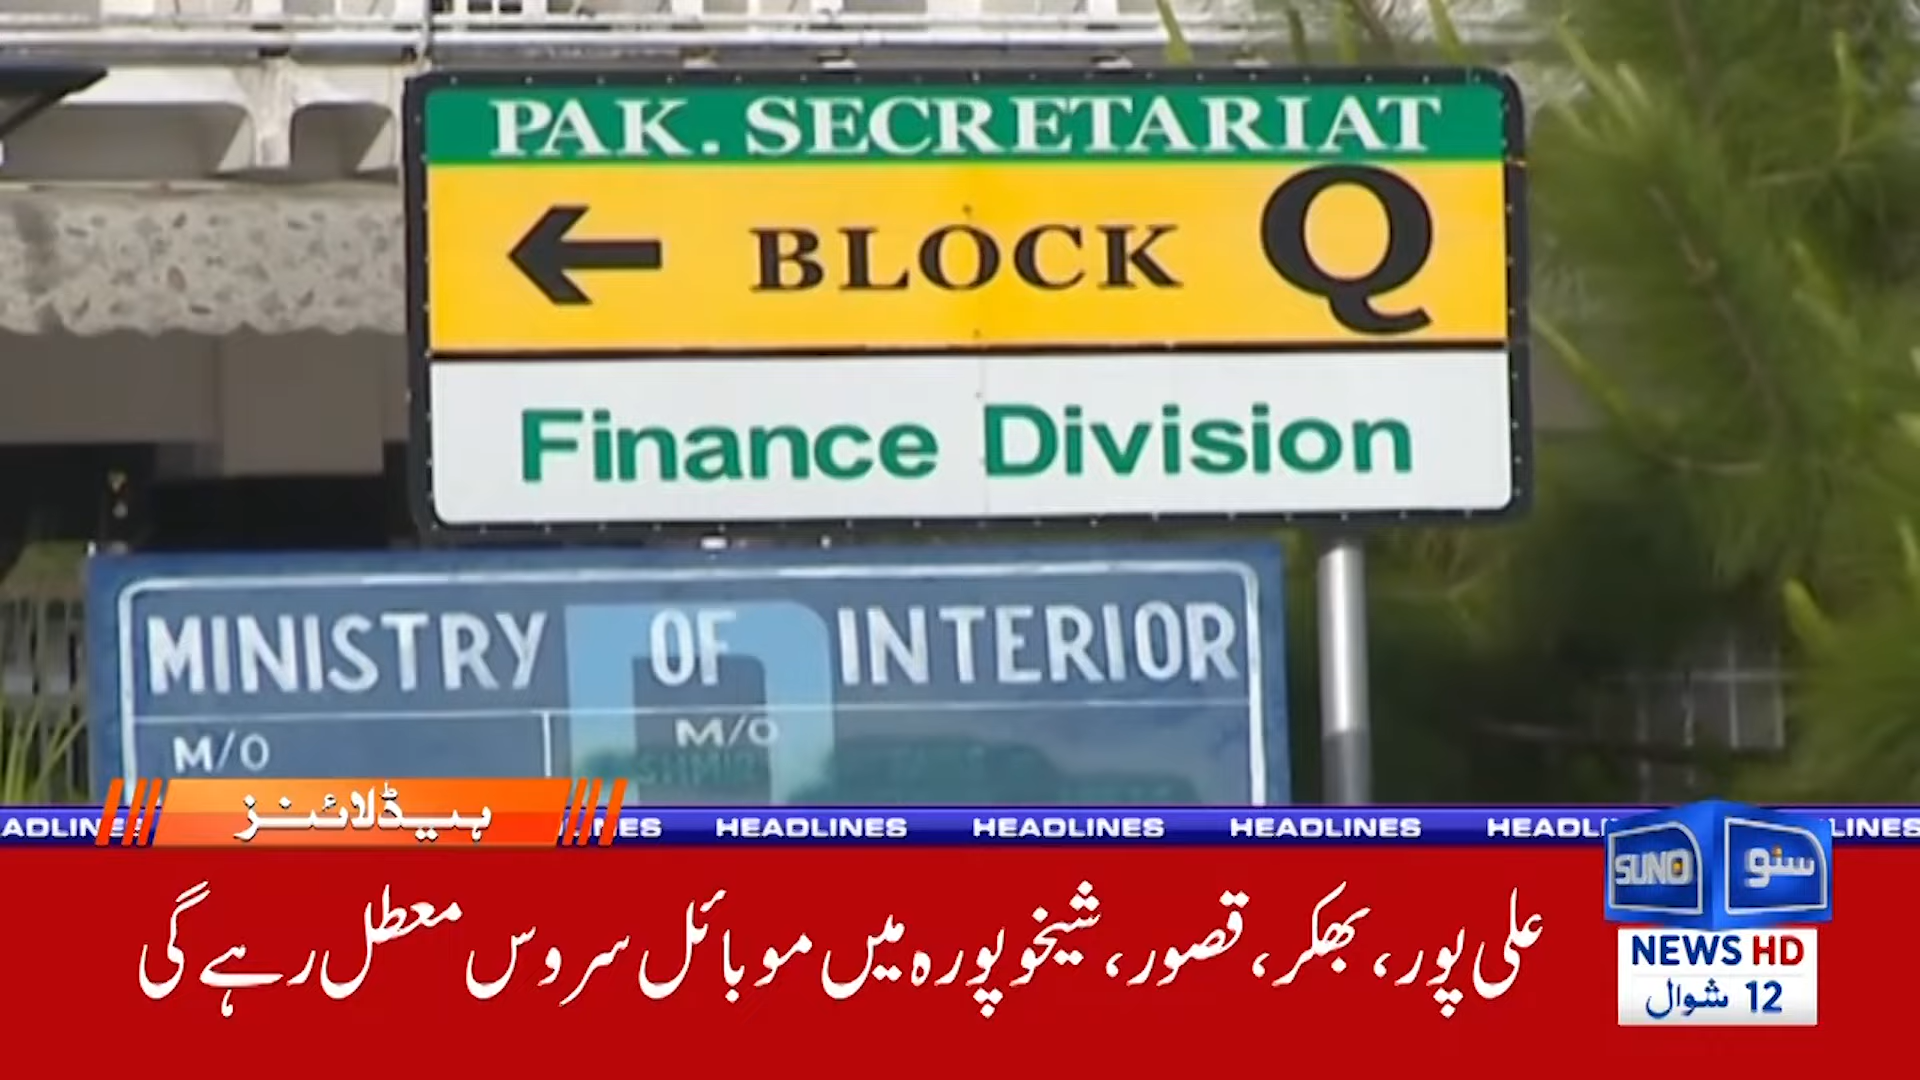 PAK. SECRETARIAT
BLOCK Q
Finance Division
MINISTRY OF INTERIOR
M/O M/O
ہیڈلائنز
HEADLINES HEADLINES HEADLINES
علی پور، بھکر، قصور، شیخوپورہ میں موبائل سروس معطل رہے گی
SUNO سنو
NEWS HD
12 شوال